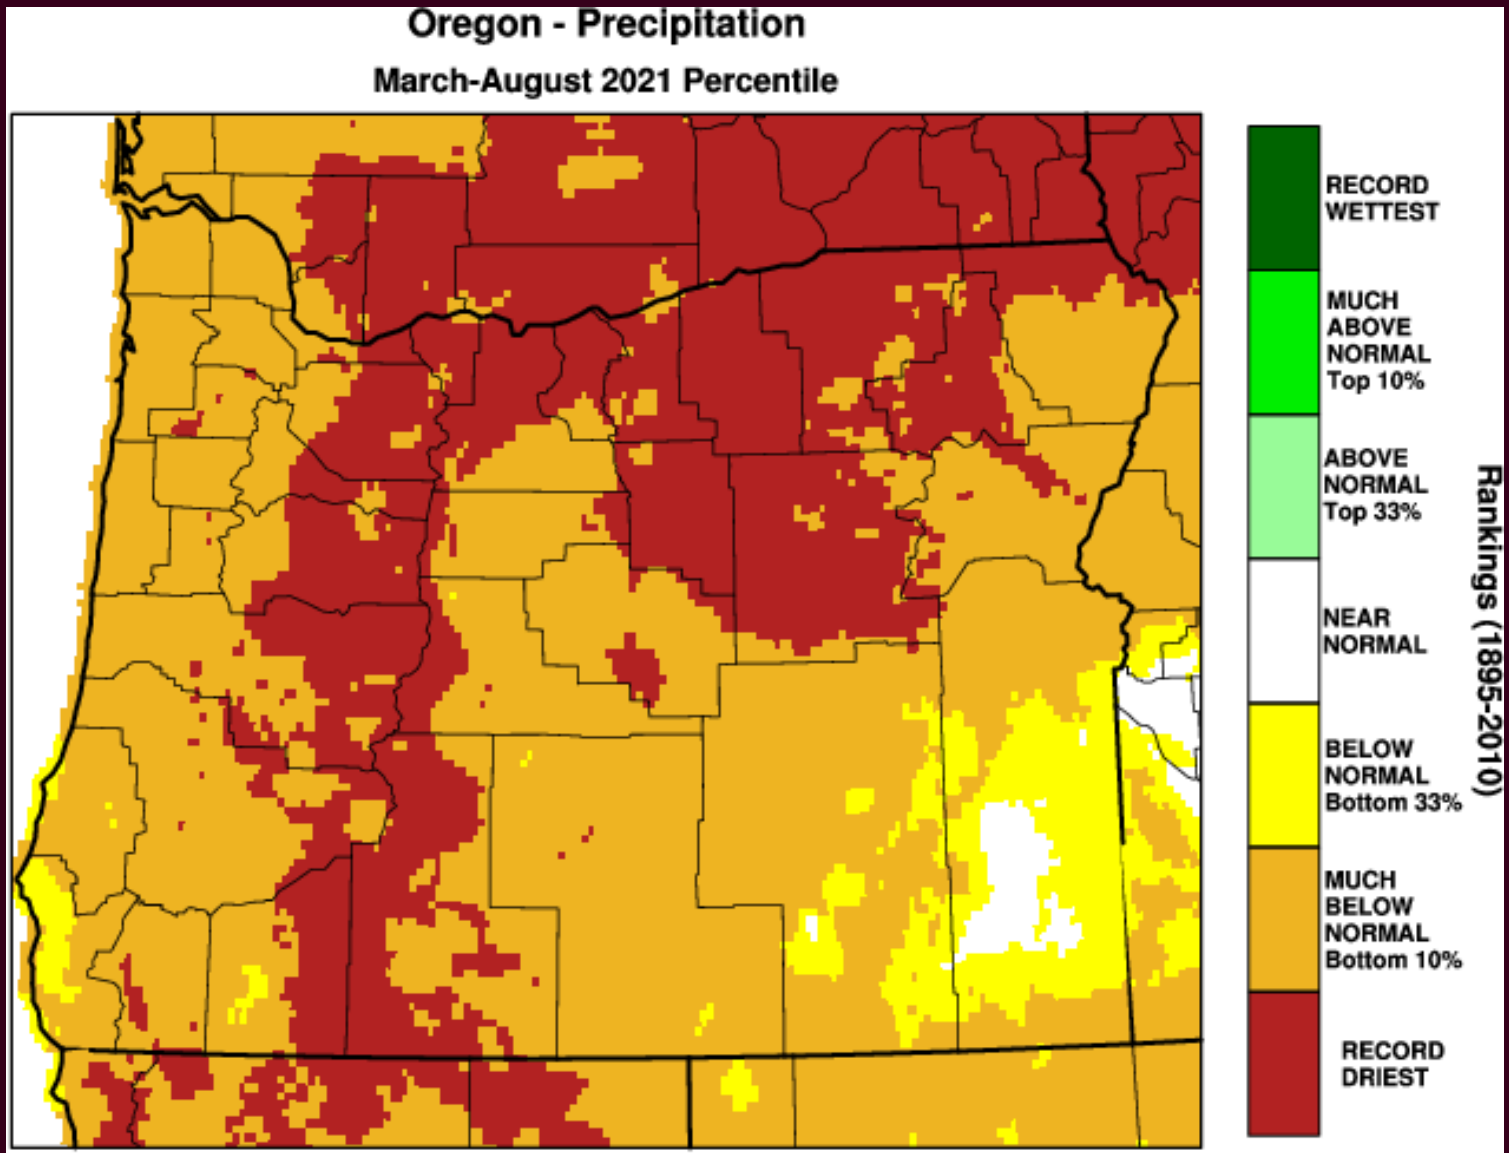 Oregon - Precipitation
March-August 2021 Percentile
RECORD
WETTEST
MUCH
ABOVE
NORMAL
Top 10%
ABOVE
NORMAL
Top 33%
NEAR
NORMAL
BELOW
NORMAL
Bottom 33%
MUCH
BELOW
NORMAL
Bottom 10%
RECORD
DRIEST
Rankings (1895-2010)